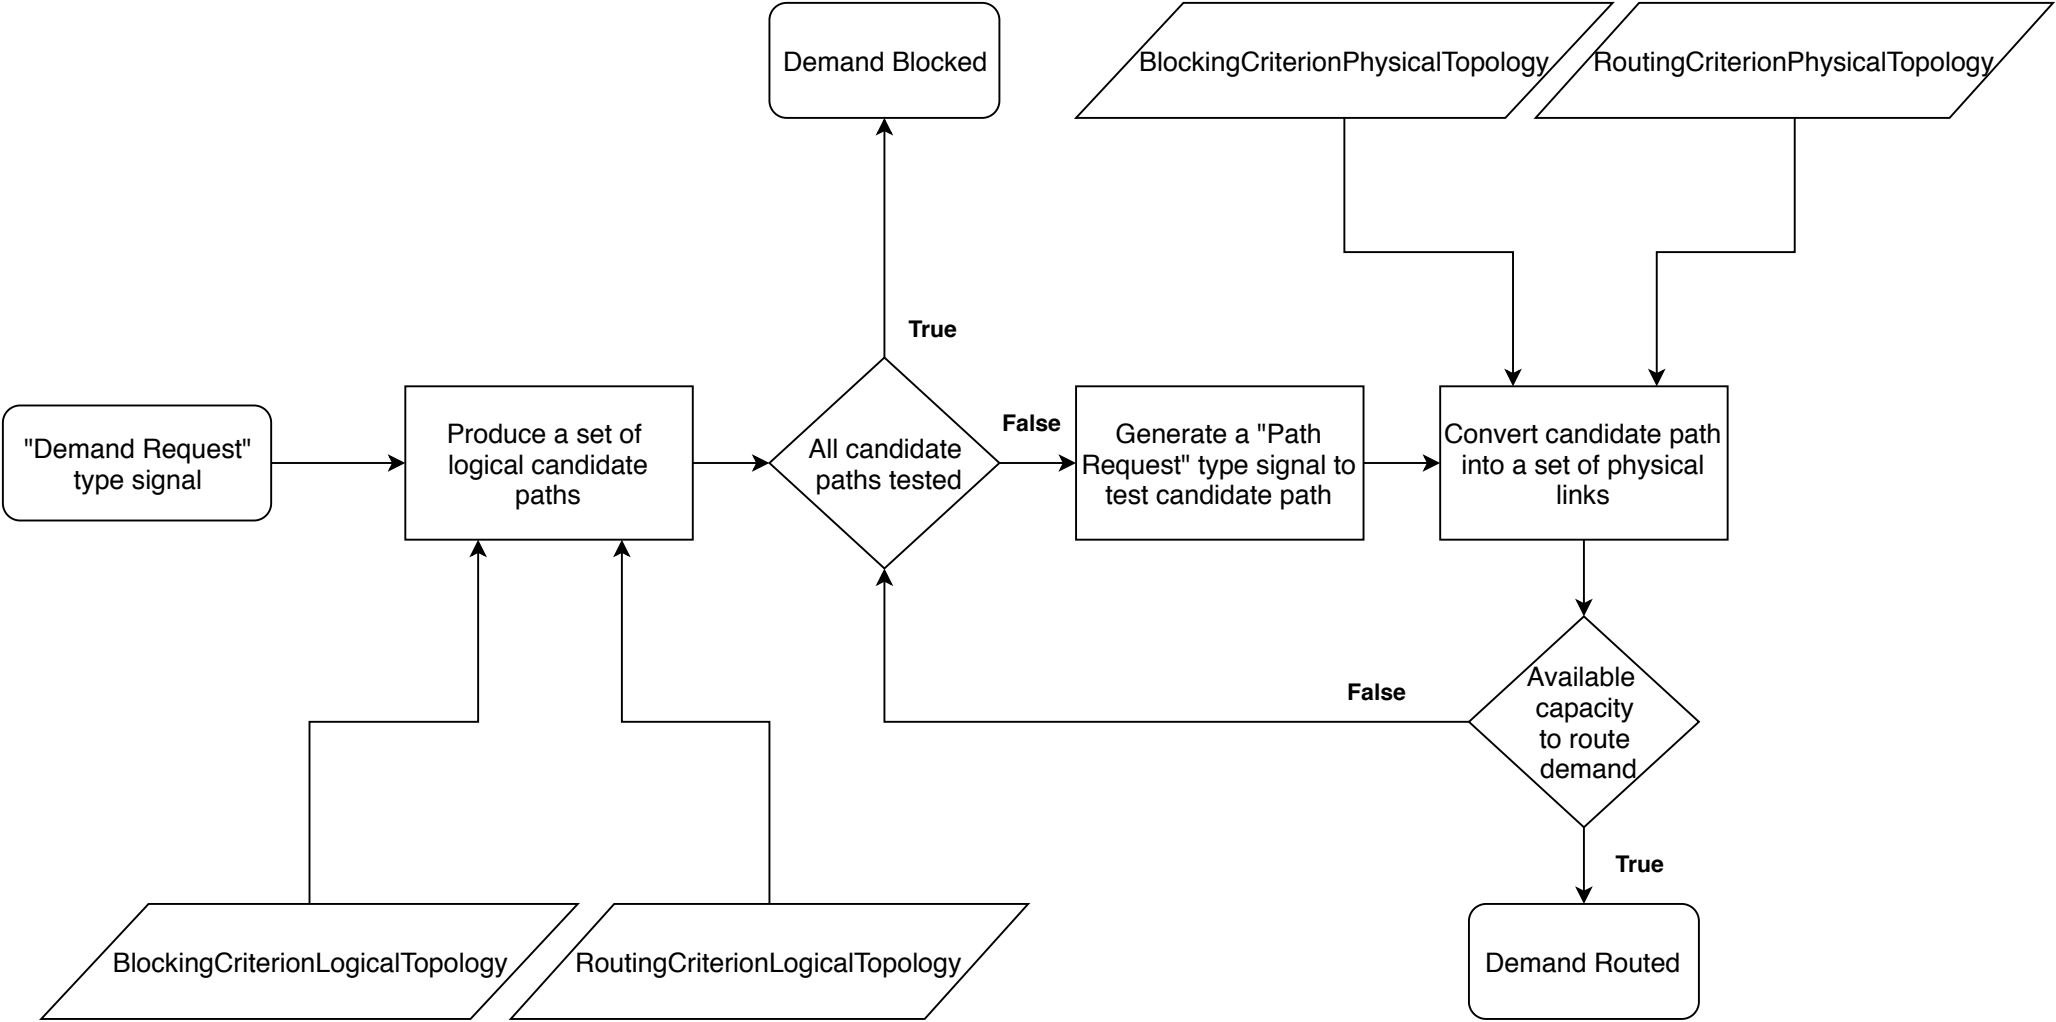 Demand Blocked
BlockingCriterionPhysicalTopology
RoutingCriterionPhysicalTopology
True
"Demand Request"
type signal
Produce a set of
logical candidate
paths
All candidate
paths tested
False
Generate a "Path
Request" type signal to
test candidate path
Convert candidate path
into a set of physical
links
False
Available
capacity
to route
demand
True
BlockingCriterionLogicalTopology
RoutingCriterionLogicalTopology
Demand Routed